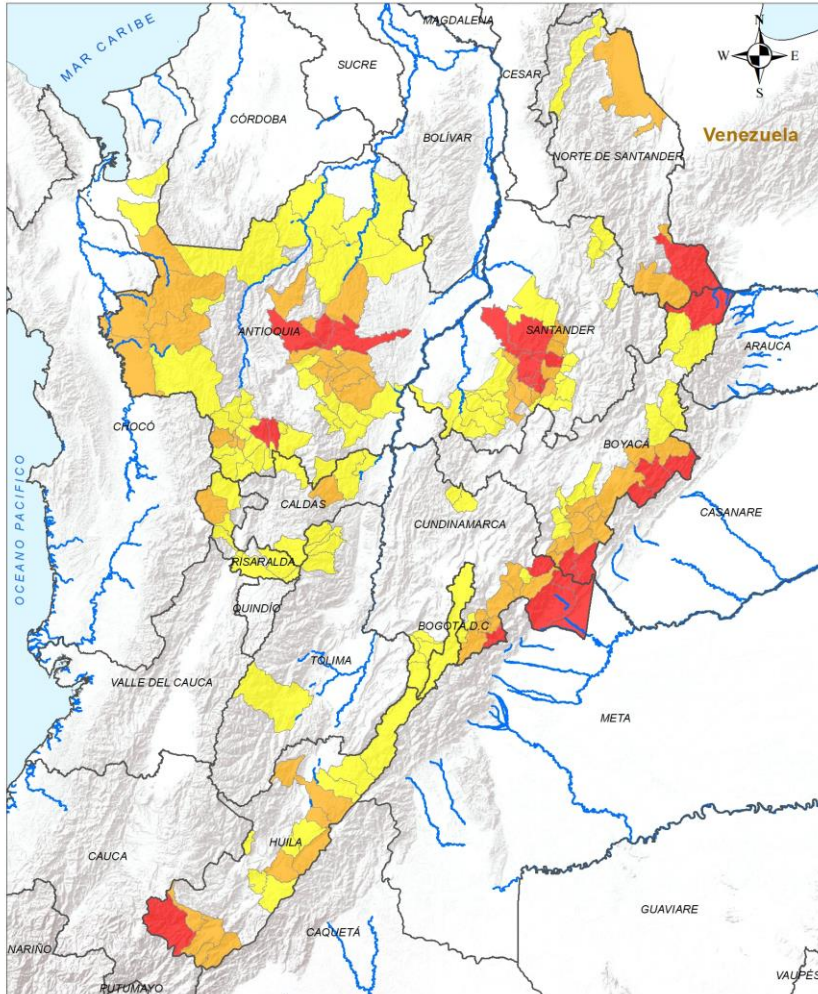 MAGDALENA
MAR CARIBE
N
W E
S
SUCRE
CESAR
CÓRDOBA
BOLÍVAR
Venezuela
NORTE DE SANTANDER
ANTIOQUIA
SANTANDER
ARAUCA
CHOCÓ
BOYACÁ
OCEANO PACIFICO
CALDAS
CUNDINAMARCA
CASANARE
RISARALDA
QUINDÍO
BOGOTÁ, D.C
TOLIMA
VALLE DEL CAUCA
META
HUILA
CAUCA
GUAVIARE
CAQUETÁ
NARIÑO
PUTUMAYO
VAUPÉS